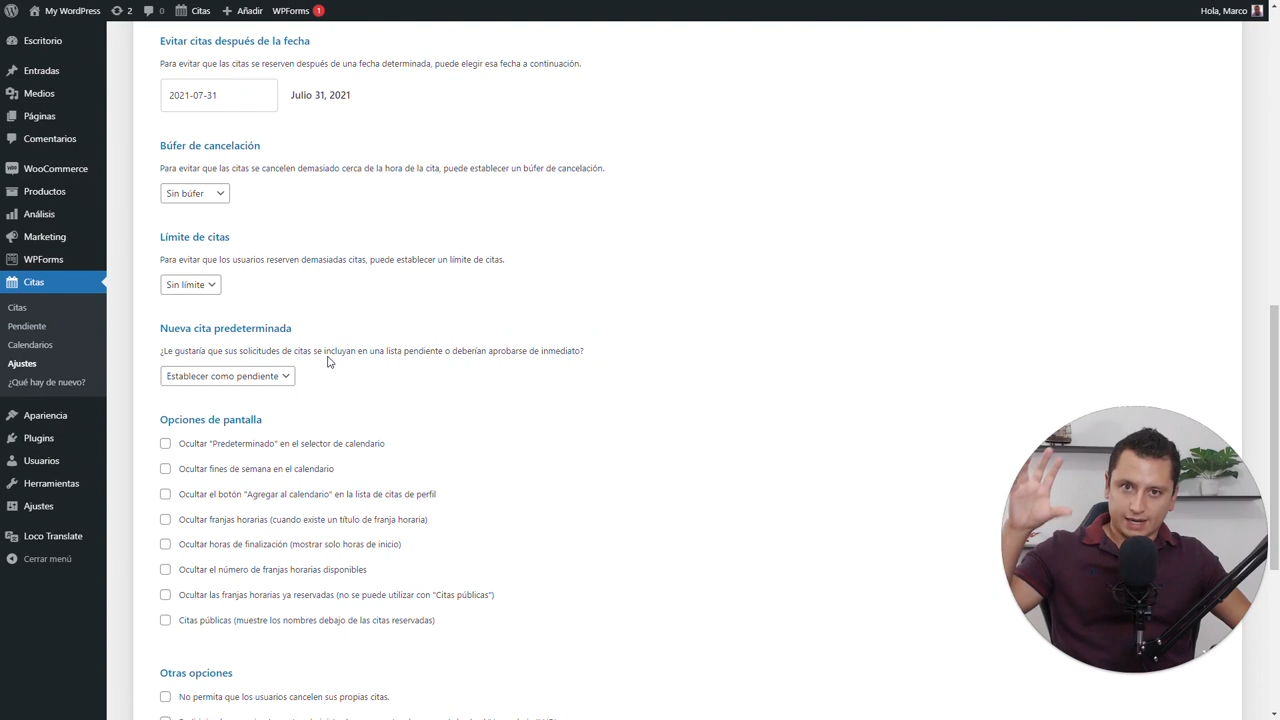 My WordPress 2 0 Citas Añadir WPForms 1 Hola, Marco
Escritorio
Entradas
Medios
Páginas
Comentarios
WooCommerce
Productos
Análisis
Marketing
WPForms
Citas
Citas
Pendiente
Calendarios
Ajustes
¿Qué hay de nuevo?
Apariencia
Plugins
Usuarios
Herramientas
Ajustes
Loco Translate
Cerrar menú
Evitar citas después de la fecha
Para evitar que las citas se reserven después de una fecha determinada, puede elegir esa fecha a continuación.
2021-07-31 Julio 31, 2021
Búfer de cancelación
Para evitar que las citas se cancelen demasiado cerca de la hora de la cita, puede establecer un búfer de cancelación.
Sin búfer
Límite de citas
Para evitar que los usuarios reserven demasiadas citas, puede establecer un límite de citas.
Sin límite
Nueva cita predeterminada
¿Le gustaría que sus solicitudes de citas se incluyan en una lista pendiente o deberían aprobarse de inmediato?
Establecer como pendiente
Opciones de pantalla
Ocultar "Predeterminado" en el selector de calendario
Ocultar fines de semana en el calendario
Ocultar el botón "Agregar al calendario" en la lista de citas de perfil
Ocultar franjas horarias (cuando existe un título de franja horaria)
Ocultar horas de finalización (mostrar solo horas de inicio)
Ocultar el número de franjas horarias disponibles
Ocultar las franjas horarias ya reservadas (no se puede utilizar con "Citas públicas")
Citas públicas (muestre los nombres debajo de las citas reservadas)
Otras opciones
No permita que los usuarios cancelen sus propias citas.